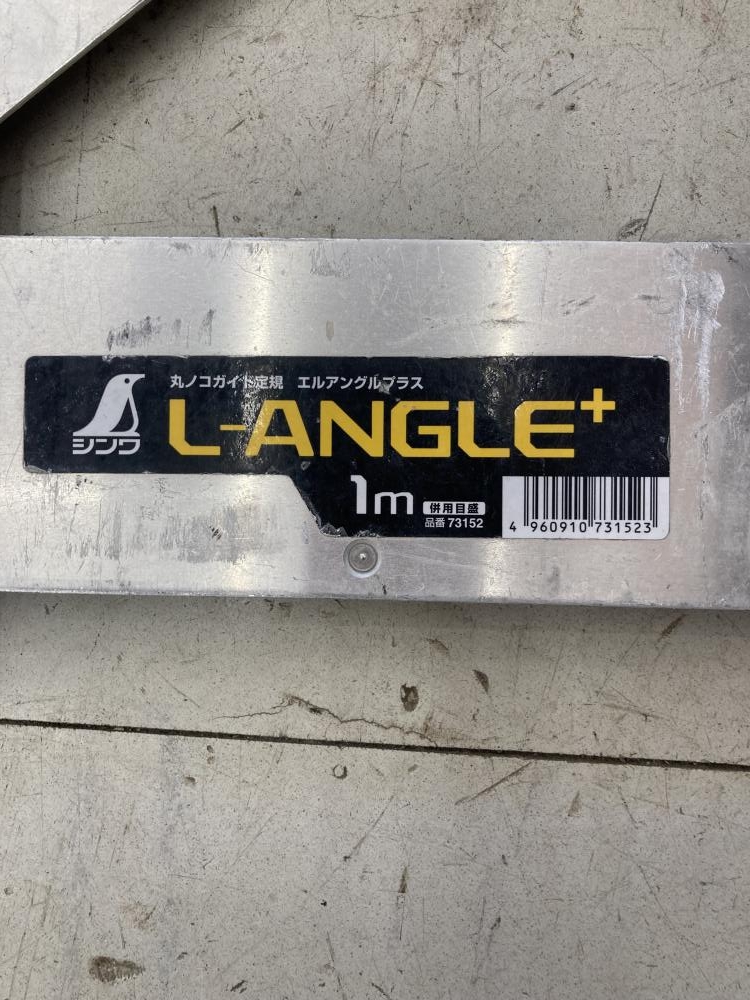 丸ノコガイド定規 エルアングルプラス
シンワ
L-ANGLE+
1m 併用目盛
品番 73152
4 960910 731523